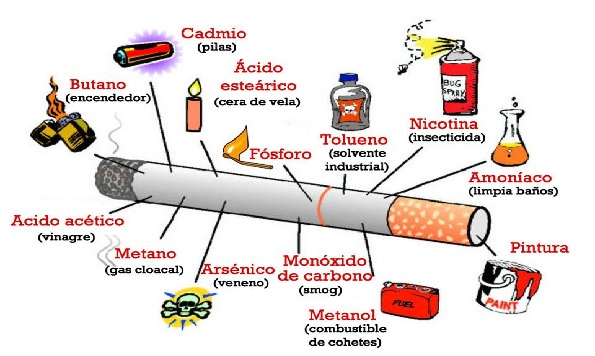 Cadmio
(pilas)
Butano
(encendedor)
Ácido
esteárico
(cera de vela)
Fósforo
Tolueno
(solvente
industrial)
BUG
SPRAY
Nicotina
(insecticida)
Amoníaco
(limpia baños)
Acido acético
(vinagre)
Metano
(gas cloacal)
Arsénico
(veneno)
Monóxido
de carbono
(smog)
FUEL
Metanol
(combustible
de cohetes)
Pintura
PAINT